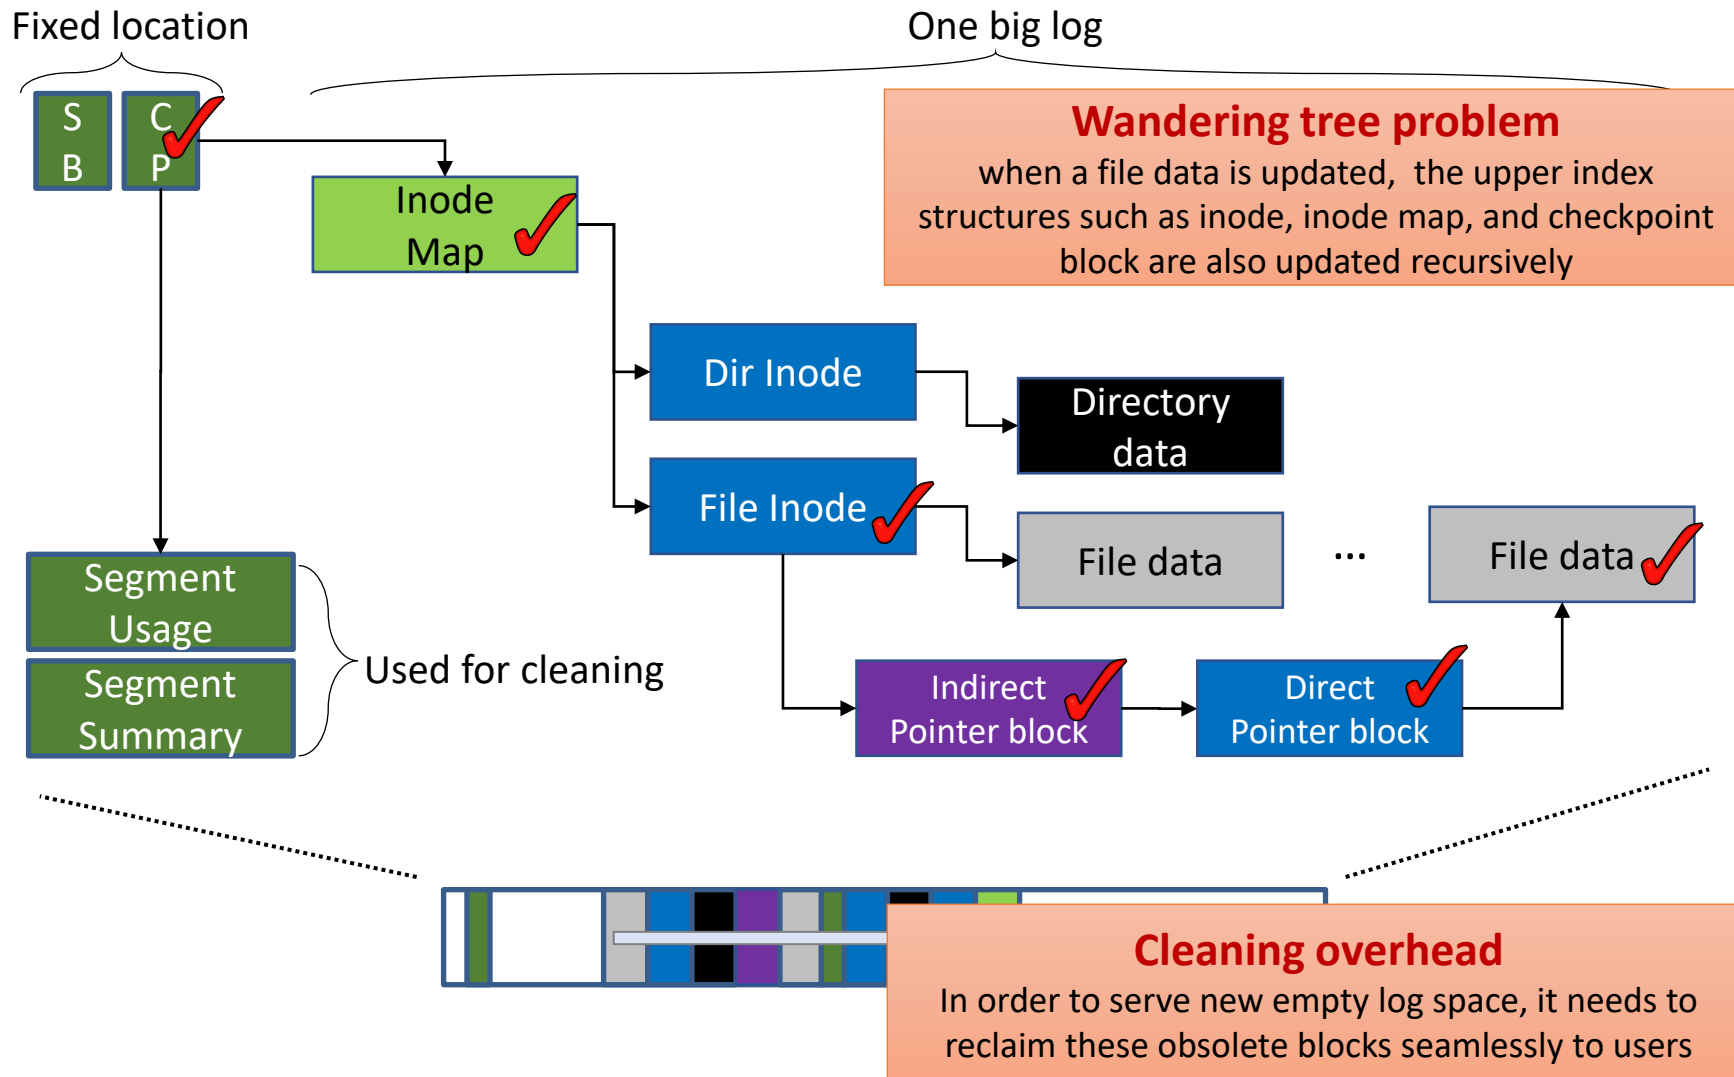 Fixed location
One big log
S
B
C
P
Wandering tree problem
when a file data is updated, the upper index
structures such as inode, inode map, and checkpoint
block are also updated recursively
Inode
Map
Dir Inode
Directory
data
File Inode
File data
...
File data
Segment
Usage
Used for cleaning
Segment
Summary
Indirect
Pointer block
Direct
Pointer block
Cleaning overhead
In order to serve new empty log space, it needs to
reclaim these obsolete blocks seamlessly to users